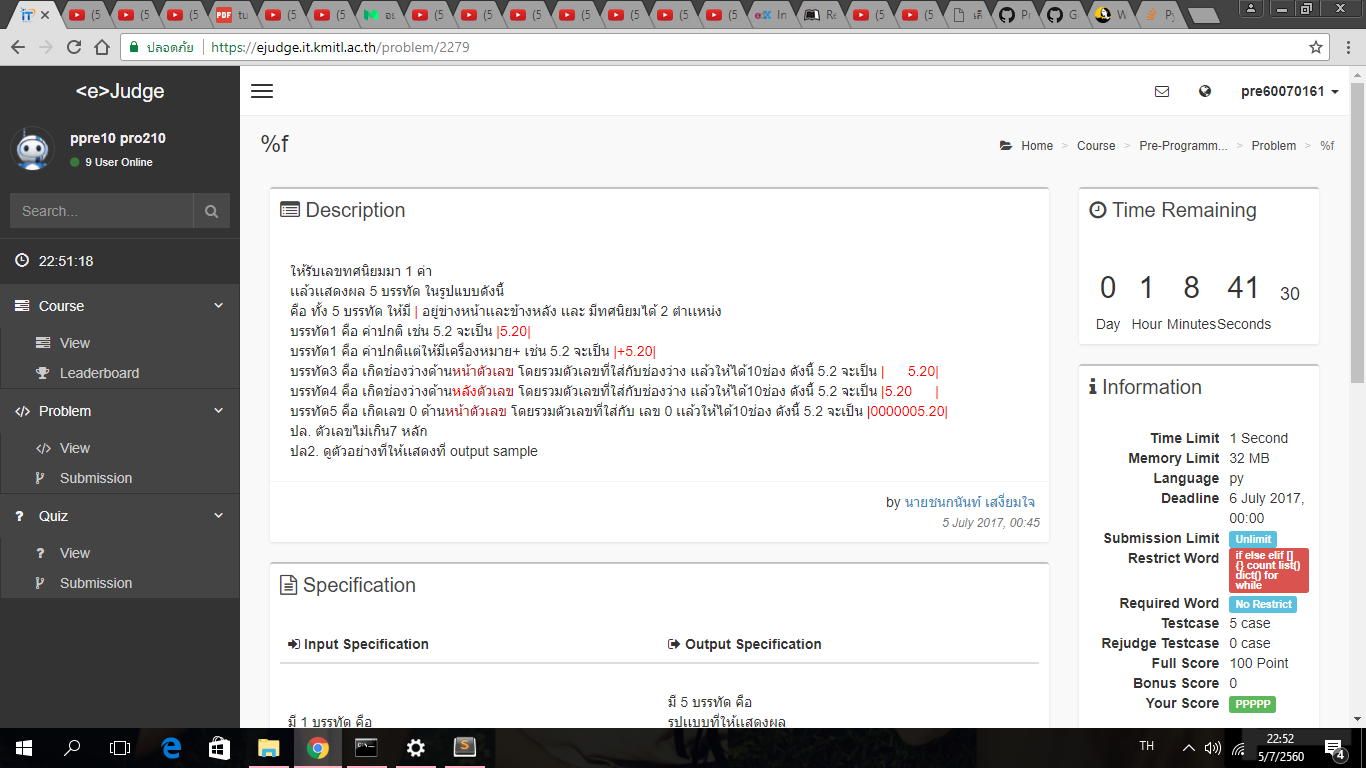 (5
(5
PDF
tu
(5
(5
(5
(5
(5
(5
(5
(5
(5
(5
In
Re
(5
(5
เลื
Pr
G
W
Py
ปลอดภัย
https://ejudge.it.kmitl.ac.th/problem/2279
<e>Judge
ppre10 pro210
9 User Online
Search...
22:51:18
Course
View
Leaderboard
Problem
View
Submission
Quiz
View
Submission
pre60070161
%f
Home > Course > Pre-Programm... > Problem > %f
Description
ให้รับเลขทศนิยมมา 1 ค่า
แล้วแสดงผล 5 บรรทัด ในรูปแบบดังนี้
คือ ทั้ง 5 บรรทัด ให้มี | อยู่ข่างหน้าและข้างหลัง และ มีทศนิยมได้ 2 ตำแหน่ง
บรรทัด1 คือ ค่าปกติ เช่น 5.2 จะเป็น |5.20|
บรรทัด1 คือ ค่าปกติแต่ให้มีเครื่องหมาย+ เช่น 5.2 จะเป็น |+5.20|
บรรทัด3 คือ เกิดช่องว่างด้านหน้าตัวเลข โดยรวมตัวเลขที่ใส่กับช่องว่าง แล้วให้ได้10ช่อง ดังนี้ 5.2 จะเป็น |      5.20|
บรรทัด4 คือ เกิดช่องว่างด้านหลังตัวเลข โดยรวมตัวเลขที่ใส่กับช่องว่าง แล้วให้ได้10ช่อง ดังนี้ 5.2 จะเป็น |5.20      |
บรรทัด5 คือ เกิดเลข 0 ด้านหน้าตัวเลข โดยรวมตัวเลขที่ใส่กับ เลข 0 แล้วให้ได้10ช่อง ดังนี้ 5.2 จะเป็น |0000005.20|
ปล. ตัวเลขไม่เกิน7 หลัก
ปล2. ดูตัวอย่างที่ให้แสดงที่ output sample
by นายชนกนันท์ เสงี่ยมใจ
5 July 2017, 00:45
Specification
Input Specification
Output Specification
มี 1 บรรทัด คือ
มี 5 บรรทัด คือ
รูปแบบที่ให้แสดงผล
Time Remaining
0 1 8 41 30
Day Hour Minutes Seconds
Information
Time Limit 1 Second
Memory Limit 32 MB
Language py
Deadline 6 July 2017, 00:00
Submission Limit Unlimit
Restrict Word if else elif []
{} count list()
dict() for
while
Required Word No Restrict
Testcase 5 case
Rejudge Testcase 0 case
Full Score 100 Point
Bonus Score 0
Your Score PPPPP
TH
22:52
5/7/2560
4